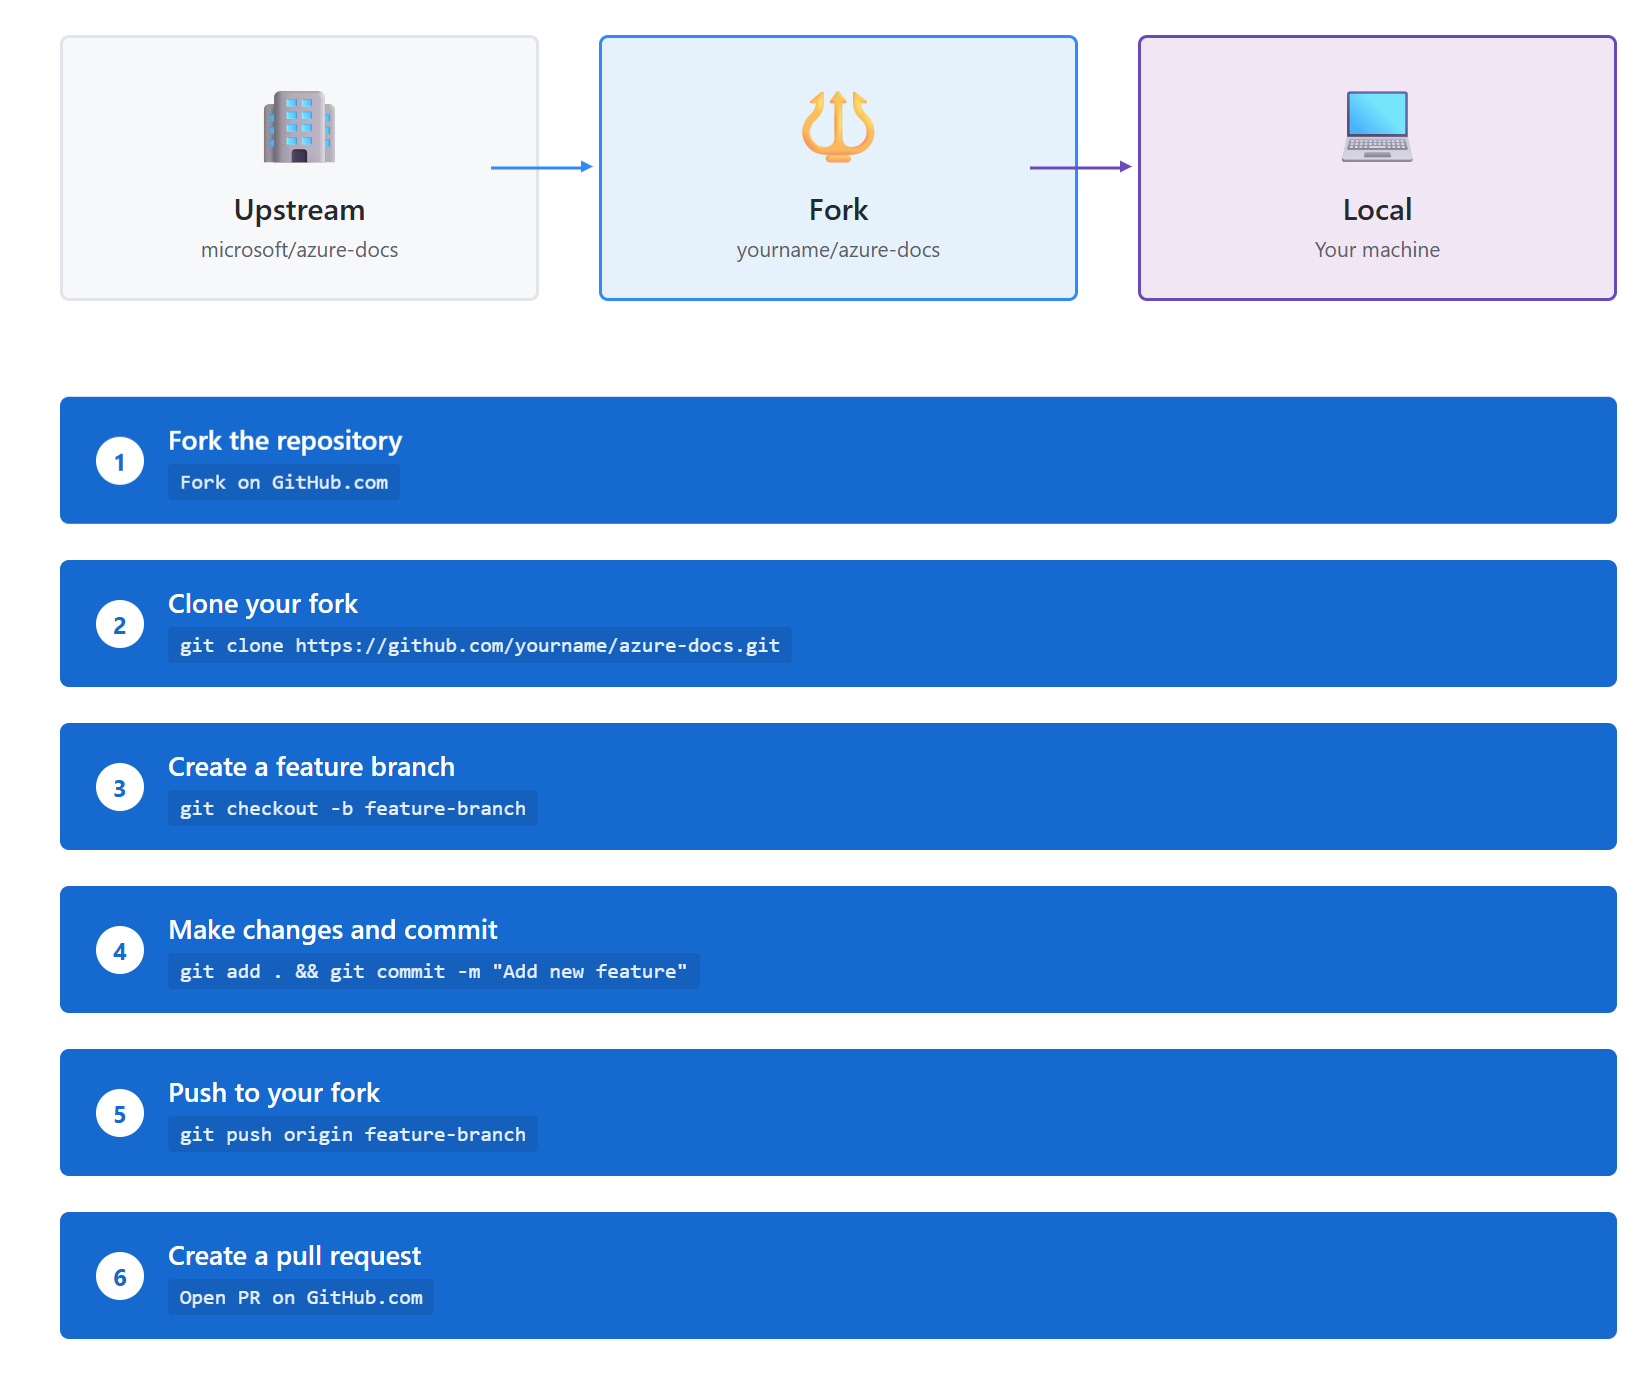 Upstream
microsoft/azure-docs
Fork
yourname/azure-docs
Local
Your machine
1
Fork the repository
Fork on GitHub.com
2
Clone your fork
git clone https://github.com/yourname/azure-docs.git
3
Create a feature branch
git checkout -b feature-branch
4
Make changes and commit
git add . && git commit -m "Add new feature"
5
Push to your fork
git push origin feature-branch
6
Create a pull request
Open PR on GitHub.com